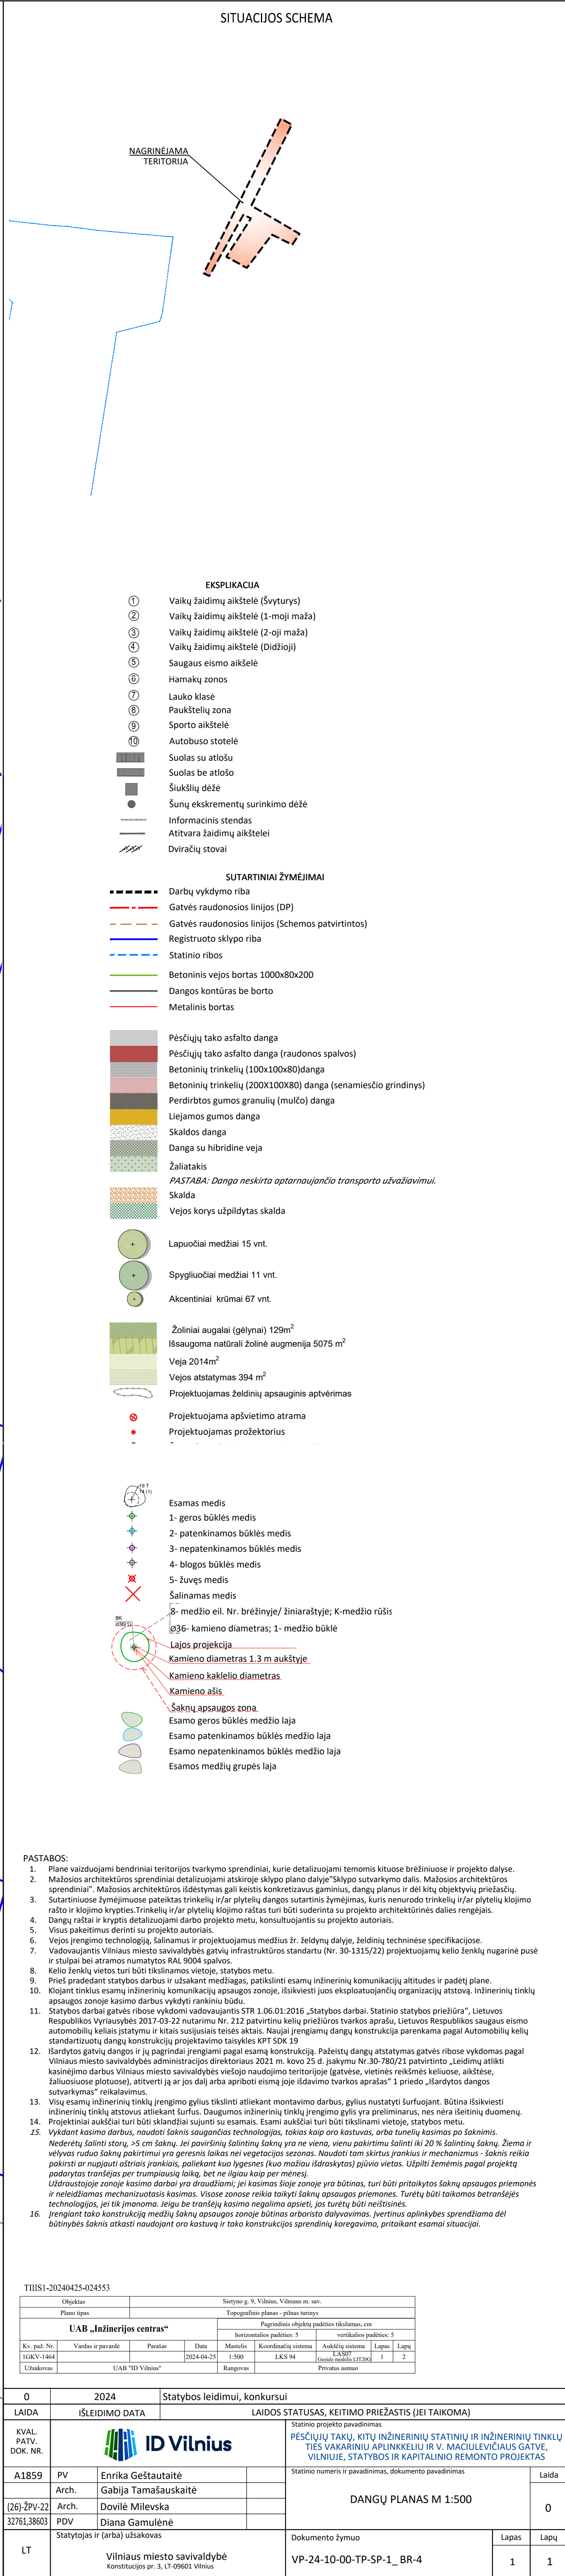 SITUACIJOS SCHEMA
NAGRINĖJAMA
TERITORIJA
EKSPLIKACIJA
1 Vaikų žaidimų aikštelė (Švyturys)
2 Vaikų žaidimų aikštelė (1-moji maža)
3 Vaikų žaidimų aikštelė (2-oji maža)
4 Vaikų žaidimų aikštelė (Didžioji)
5 Saugaus eismo aikšelė
6 Hamakų zonos
7 Lauko klasė
8 Paukštelių zona
9 Sporto aikštelė
10 Autobuso stotelė
Suolas su atlošu
Suolas be atlošo
Šiukšlių dėžė
Šunų ekskrementų surinkimo dėžė
Informacinis stendas
Atitvara žaidimų aikštelei
Dviračių stovai
SUTARTINIAI ŽYMĖJIMAI
Darbų vykdymo riba
Gatvės raudonosios linijos (DP)
Gatvės raudonosios linijos (Schemos patvirtintos)
Registruoto sklypo riba
Statinio ribos
Betoninis vejos bortas 1000x80x200
Dangos kontūras be borto
Metalinis bortas
Pėsčiųjų tako asfalto danga
Pėsčiųjų tako asfalto danga (raudonos spalvos)
Betoninių trinkelių (100x100x80)danga
Betoninių trinkelių (200X100X80) danga (senamiesčio grindinys)
Perdirbtos gumos granulių (mulčo) danga
Liejamos gumos danga
Skaldos danga
Danga su hibridine veja
Žaliatakis
PASTABA: Danga neskirta aptarnaujančio transporto užvažiavimui.
Skalda
Vejos korys užpildytas skalda
Lapuočiai medžiai 15 vnt.
Spygliuočiai medžiai 11 vnt.
Akcentiniai krūmai 67 vnt.
Žoliniai augalai (gėlynai) 129m2
Išsaugoma natūrali žolinė augmenija 5075 m2
Veja 2014m2
Vejos atstatymas 394 m2
Projektuojamas želdinių apsauginis aptvėrimas
Projektuojama apšvietimo atrama
Projektuojamas prožektorius
Esamas medis
1- geros būklės medis
2- patenkinamos būklės medis
3- nepatenkinamos būklės medis
4- blogos būklės medis
5- žuvęs medis
Šalinamas medis
8K
⌀36(1)
8- medžio eil. Nr. brėžinyje/ žiniaraštyje; K-medžio rūšis
⌀36- kamieno diametras; 1- medžio būklė
Lajos projekcija
Kamieno diametras 1.3 m aukštyje
Kamieno kaklelio diametras
Kamieno ašis
Šaknų apsaugos zona
Esamo geros būklės medžio laja
Esamo patenkinamos būklės medžio laja
Esamo nepatenkinamos būklės medžio laja
Esamos medžių grupės laja
PASTABOS:
1. Plane vaizduojami bendriniai teritorijos tvarkymo sprendiniai, kurie detalizuojami temomis kituose brėžiniuose ir projekto dalyse.
2. Mažosios architektūros sprendiniai detalizuojami atskiroje sklypo plano dalyje"Sklypo sutvarkymo dalis. Mažosios architektūros
sprendiniai". Mažosios architektūros išdėstymas gali keistis konkretizavus gaminius, dangų planus ir dėl kitų objektyvių priežasčių.
3. Sutartiniuose žymėjimuose pateiktas trinkelių ir/ar plytelių dangos sutartinis žymėjimas, kuris nenurodo trinkelių ir/ar plytelių klojimo
rašto ir klojimo krypties.Trinkelių ir/ar plytelių klojimo raštas turi būti suderinta su projekto architektūrinės dalies rengėjais.
4. Dangų raštai ir kryptis detalizuojami darbo projekto metu, konsultuojantis su projekto autoriais.
5. Visus pakeitimus derinti su projekto autoriais.
6. Vejos įrengimo technologiją, šalinamus ir projektuojamus medžius žr. želdynų dalyje, želdinių techninėse specifikacijose.
7. Vadovaujantis Vilniaus miesto savivaldybės gatvių infrastruktūros standartu (Nr. 30-1315/22) projektuojamų kelio ženklų nugarinė pusė
ir stulpai bei atramos numatytos RAL 9004 spalvos.
8. Kelio ženklų vietos turi būti tikslinamos vietoje, statybos metu.
9. Prieš pradedant statybos darbus ir užsakant medžiagas, patikslinti esamų inžinerinių komunikacijų altitudes ir padėtį plane.
10. Klojant tinklus esamų inžinerinių komunikacijų apsaugos zonoje, išsikviesti juos eksploatuojančių organizacijų atstovą. Inžinerinių tinklų
apsaugos zonoje kasimo darbus vykdyti rankiniu būdu.
11. Statybos darbai gatvės ribose vykdomi vadovaujantis STR 1.06.01:2016 „Statybos darbai. Statinio statybos priežiūra“, Lietuvos
Respublikos Vyriausybės 2017-03-22 nutarimu Nr. 212 patvirtinu kelių priežiūros tvarkos aprašu, Lietuvos Respublikos saugaus eismo
automobilių keliais įstatymu ir kitais susijusiais teisės aktais. Naujai įrengiamų dangų konstrukcija parenkama pagal Automobilių kelių
standartizuotų dangų konstrukcijų projektavimo taisykles KPT SDK 19
12. Išardytos gatvių dangos ir jų pagrindai įrengiami pagal esamą konstrukciją. Pažeistų dangų atstatymas gatvės ribose vykdomas pagal
Vilniaus miesto savivaldybės administracijos direktoriaus 2021 m. kovo 25 d. įsakymu Nr.30-780/21 patvirtinto „Leidimų atlikti
kasinėjimo darbus Vilniaus miesto savivaldybės viešojo naudojimo teritorijoje (gatvėse, vietinės reikšmės keliuose, aikštėse,
žaliuosiuose plotuose), atitverti ją ar jos dalį arba apriboti eismą joje išdavimo tvarkos aprašas“ 1 priedo „Išardytos dangos
sutvarkymas“ reikalavimus.
13. Visų esamų inžinerinių tinklų įrengimo gylius tikslinti atliekant montavimo darbus, gylius nustatyti šurfuojant. Būtina išsikviesti
inžinerinių tinklų atstovus atliekant šurfus. Daugumos inžinerinių tinklų įrengimo gylis yra preliminarus, nes nėra išeitinių duomenų.
14. Projektiniai aukščiai turi būti sklandžiai sujunti su esamais. Esami aukščiai turi būti tikslinami vietoje, statybos metu.
15. Vykdant kasimo darbus, naudoti šaknis saugančias technologijas, tokias kaip oro kastuvas, arba tunelių kasimas po šaknimis.
Nederėtų šalinti storų, >5 cm šaknų. Jei paviršinių šalintinų šaknų yra ne viena, vienu pakirtimu šalinti iki 20 % šalintinų šaknų. Žiema ir
vėlyvas ruduo šaknų pakirtimui yra geresnis laikas nei vegetacijos sezonas. Naudoti tam skirtus įrankius ir mechanizmus - šaknis reikia
pakirsti ar nupjauti aštriais įrankiais, paliekant kuo lygesnes (kuo mažiau išdraskytas) pjūvio vietas. Užpilti žemėmis pagal projektą
padarytas tranšėjas per trumpiausią laiką, bet ne ilgiau kaip per mėnesį.
Uždraustojoje zonoje kasimo darbai yra draudžiami; jei kasimas šioje zonoje yra būtinas, turi būti pritaikytos šaknų apsaugos priemonės
ir neleidžiamas mechanizuotasis kasimas. Visose zonose reikia taikyti šaknų apsaugos priemones. Turėtų būti taikomos betranšėjės
technologijos, jei tik įmanoma. Jeigu be tranšėjų kasimo negalima apsieti, jos turėtų būti neištisinės.
16. Įrengiant tako konstrukciją medžių šaknų apsaugos zonoje būtinas arborista dalyvavimas. Įvertinus aplinkybes sprendžiama dėl
būtinybės šaknis atkasti naudojant oro kastuvą ir tako konstrukcijos sprendinių koregavimo, pritaikant esamai situacijai.
TIIIS1-20240425-024553
Objektas Sietyno g. 9, Vilnius, Vilniaus m. sav.
Plano tipas Topografinis planas - pilnas turinys
UAB „Inžinerijos centras“ Pagrindinis objektų padėties tikslumas, cm
horizontalios padėties: 5 vertikalios padėties: 5
Kv. paž. Nr. Vardas ir pavardė Parašas Data Mastelis Koordinačių sistema Aukščių sistema Lapas Lapų
1GKV-1464 2024-04-25 1:500 LKS 94 LAS07 1 2
Geoido modelis LIT20G
Užsakovas UAB "ID Vilnius" Rangovas Privatus asmuo
0 2024 Statybos leidimui, konkursui
LAIDA IŠLEIDIMO DATA LAIDOS STATUSAS, KEITIMO PRIEŽASTIS (JEI TAIKOMA)
KVAL.
PATV.
DOK. NR.
ID Vilnius
Statinio projekto pavadinimas
PĖSČIŲJŲ TAKŲ, KITŲ INŽINERINIŲ STATINIŲ IR INŽINERINIŲ TINKLŲ
TIES VAKARINIU APLINKKELIU IR V. MACIULEVIČIAUS GATVE,
VILNIUJE, STATYBOS IR KAPITALINIO REMONTO PROJEKTAS
A1859 PV Enrika Geštautaitė
Arch. Gabija Tamašauskaitė
(26)-ŽPV-22 Arch. Dovilė Milevska
32761,38603 PDV Diana Gamulėnė
Statinio numeris ir pavadinimas, dokumento pavadinimas Laida
DANGŲ PLANAS M 1:500 0
LT
Statytojas ir (arba) užsakovas
Vilniaus miesto savivaldybė
Konstitucijos pr. 3, LT-09601 Vilnius
Dokumento žymuo Lapas Lapų
VP-24-10-00-TP-SP-1_ BR-4 1 1